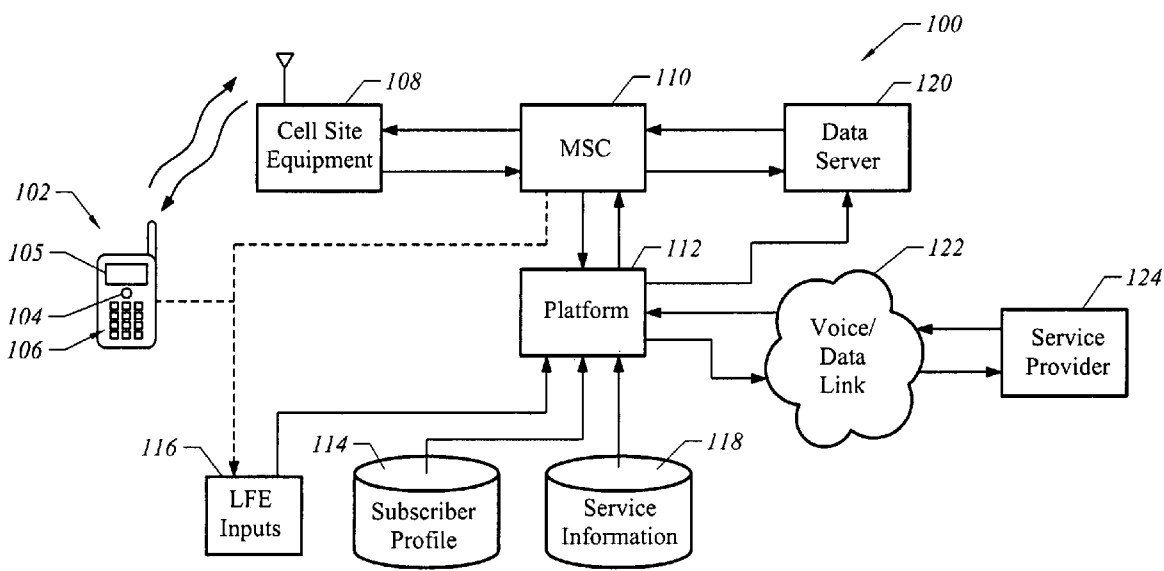 100
108
110
120
Cell Site
Equipment
MSC
Data
Server
102
105
104
106
112
Platform
122
Voice/
Data
Link
124
Service
Provider
116
LFE
Inputs
114
Subscriber
Profile
118
Service
Information